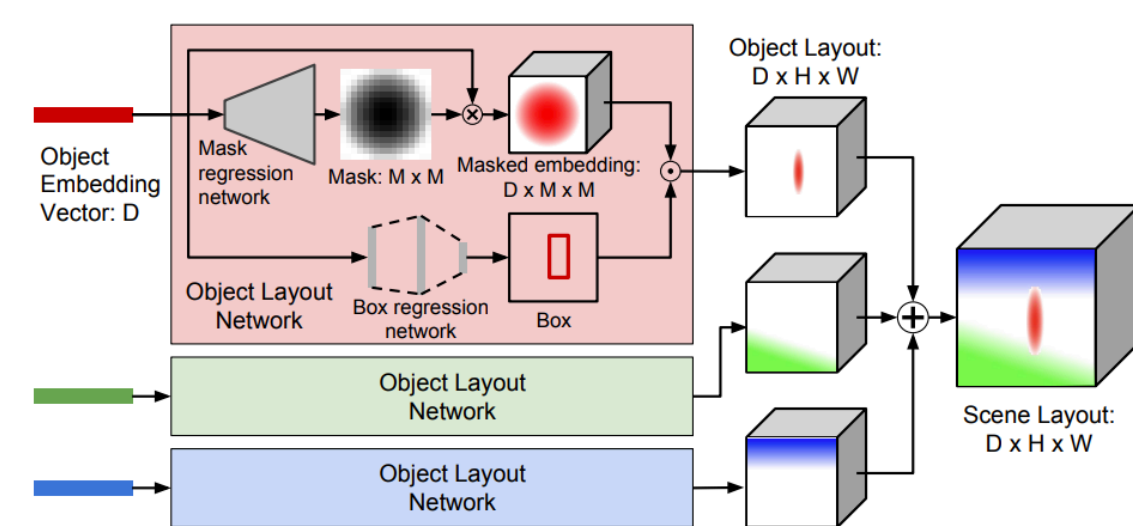 Object
Embedding
Vector: D
Mask
regression
network
Mask: M x M
Masked embedding:
D x M x M
Object Layout
Network
Box regression
network
Box
Object Layout:
D x H x W
Object Layout
Network
Object Layout
Network
Scene Layout:
D x H x W